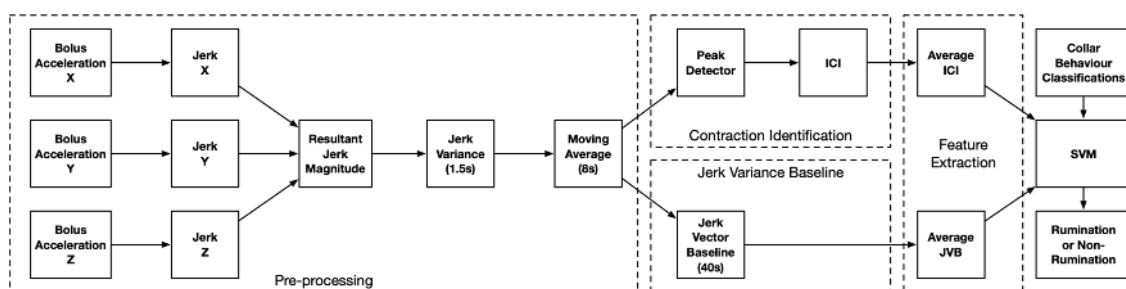 Bolus
Acceleration
X
Jerk
X
Bolus
Acceleration
Y
Jerk
Y
Bolus
Acceleration
Z
Jerk
Z
Resultant
Jerk
Magnitude
Jerk
Variance
(1.5s)
Moving
Average
(8s)
Pre-processing
Peak
Detector
ICI
Contraction Identification
Jerk Variance Baseline
Jerk
Vector
Baseline
(40s)
Average
ICI
Feature
Extraction
Average
JVB
Collar
Behaviour
Classifications
SVM
Rumination
or Non-
Rumination